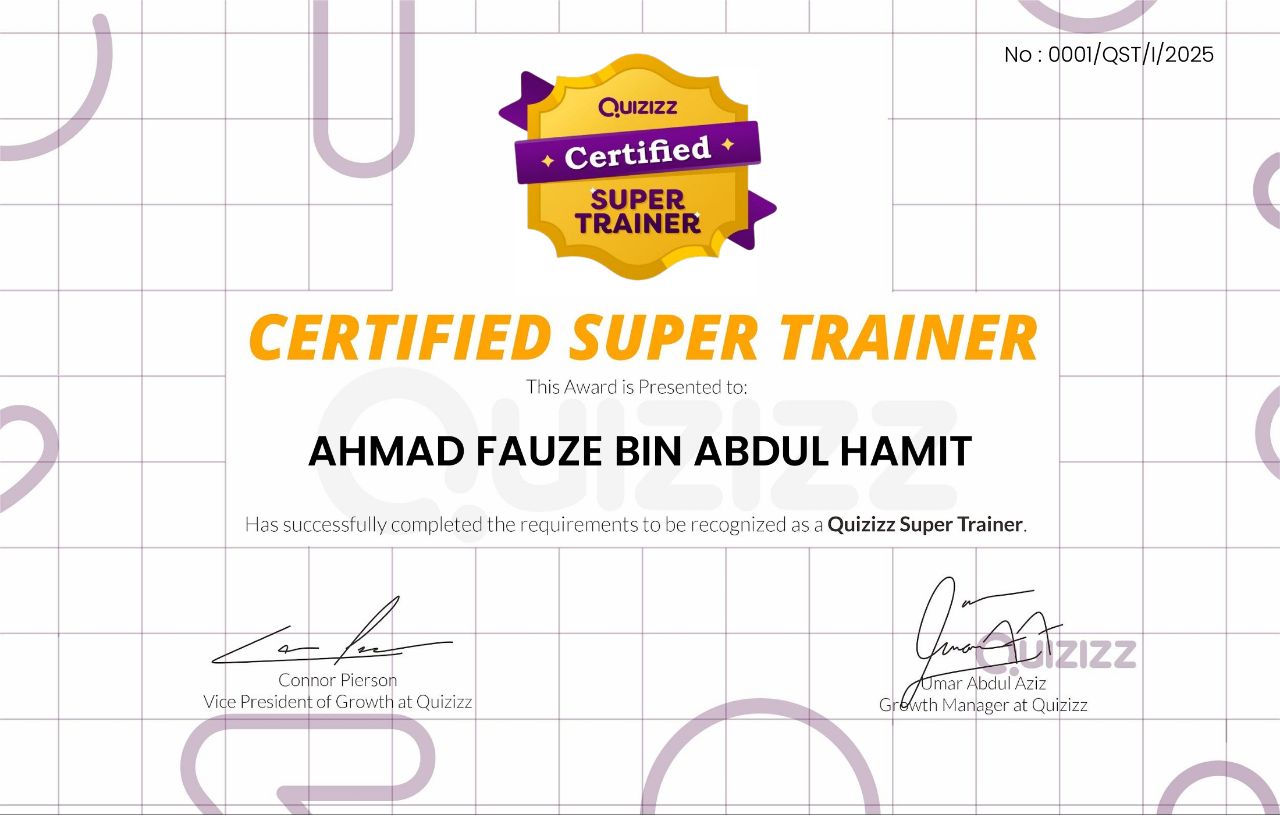 No : 0001/QST/I/2025
QUIZIZZ
Certified
SUPER
TRAINER
CERTIFIED SUPER TRAINER
This Award is Presented to:
QUIZIZZ
AHMAD FAUZE BIN ABDUL HAMIT
Has successfully completed the requirements to be recognized as a Quizizz Super Trainer.
QUIZIZZ
Connor Pierson
Vice President of Growth at Quizizz
Umar Abdul Aziz
Growth Manager at Quizizz